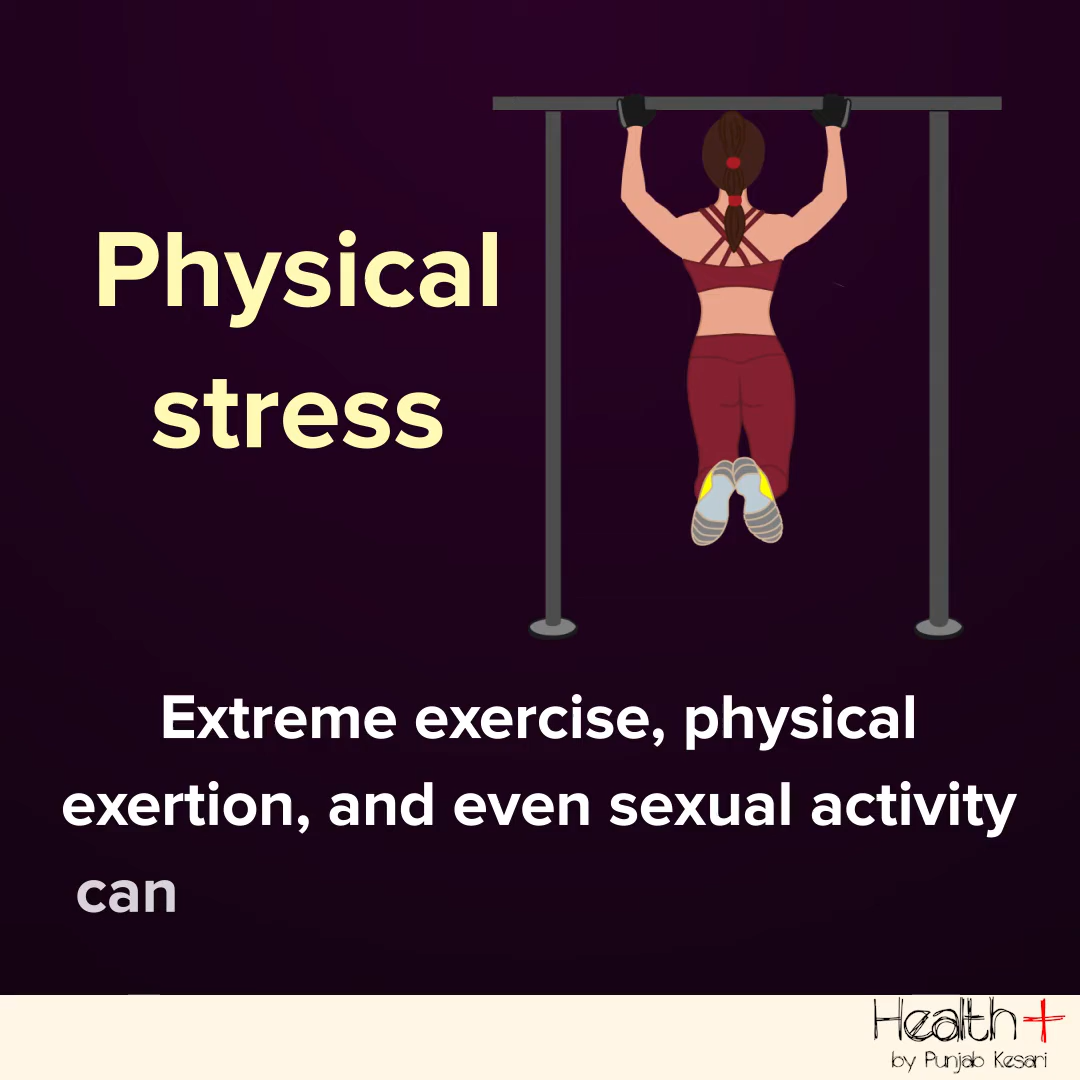 Physical
stress
Extreme exercise, physical
exertion, and even sexual activity
can
Health+
by Punjab Kesari